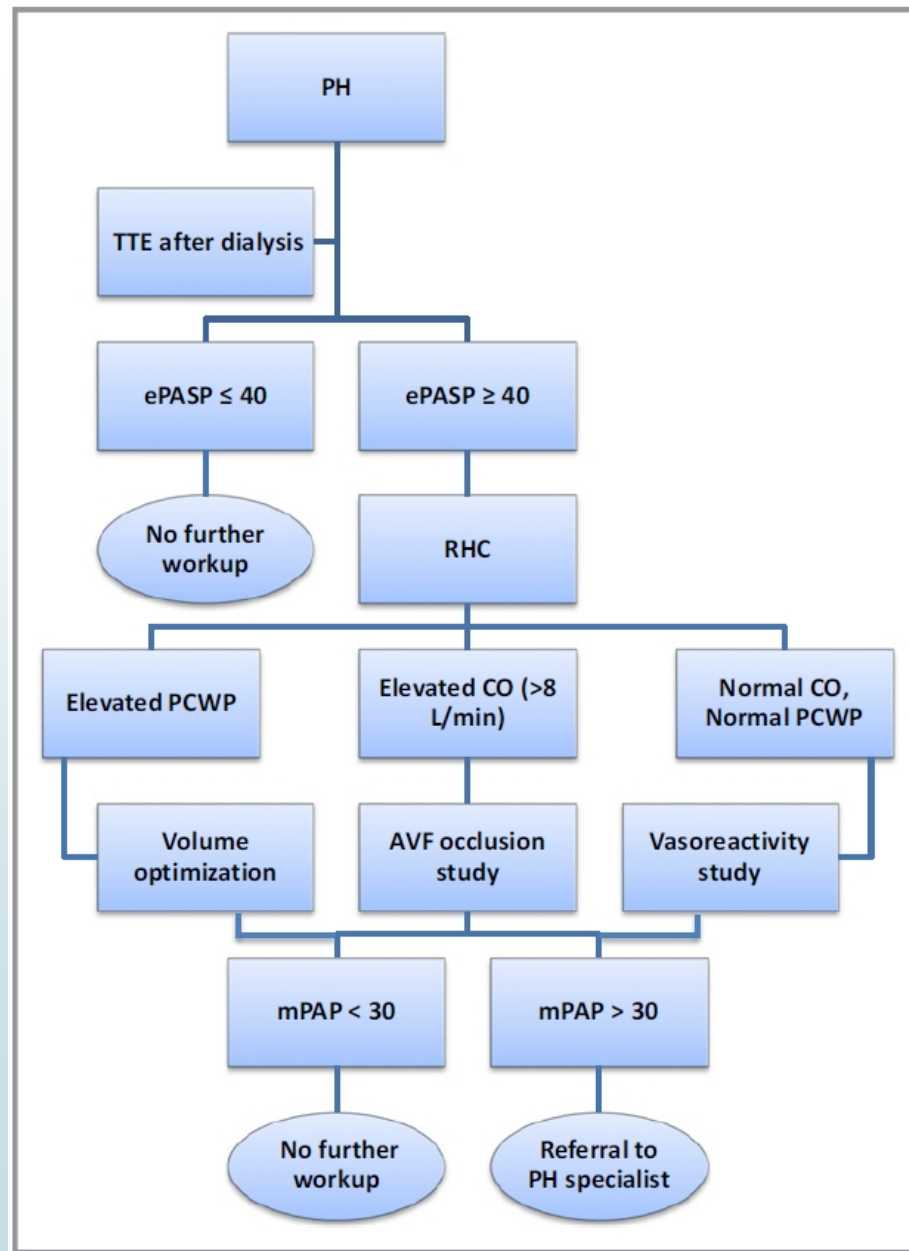 PH
TTE after dialysis
ePASP ≤ 40
ePASP ≥ 40
No further
workup
RHC
Elevated PCWP
Elevated CO (>8
L/min)
Normal CO,
Normal PCWP
Volume
optimization
AVF occlusion
study
Vasoreactivity
study
mPAP < 30
mPAP > 30
No further
workup
Referral to
PH specialist